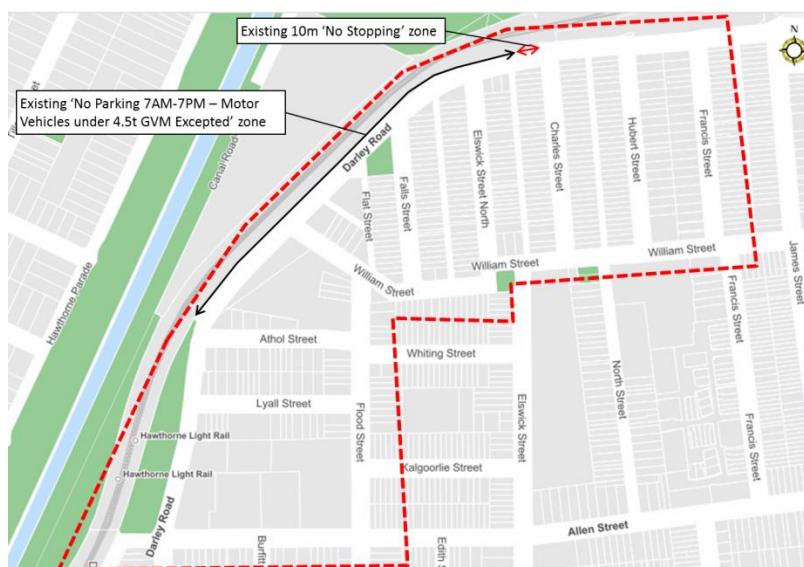 Existing 10m 'No Stopping' zone
N
Existing 'No Parking 7AM-7PM – Motor
Vehicles under 4.5t GVM Excepted' zone
Canal Road
Darley Road
Hawthorne Parade
Flat Street
Falls Street
Elswick Street North
Charles Street
Hubert Street
Francis Street
William Street
William Street
William Street
James Street
Athol Street
Whiting Street
Francis Street
Lyall Street
Flood Street
Elswick Street
North Street
Francis Street
Hawthorne Light Rail
Hawthorne Light Rail
Kalgoorlie Street
Darley Road
Allen Street
Burfitt
Edith S